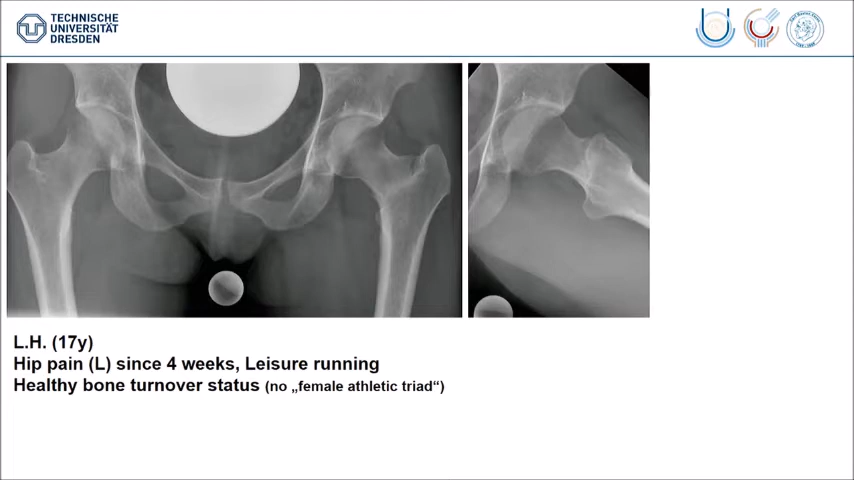 TECHNISCHE
UNIVERSITÄT
DRESDEN
L.H. (17y)
Hip pain (L) since 4 weeks, Leisure running
Healthy bone turnover status (no „female athletic triad“)